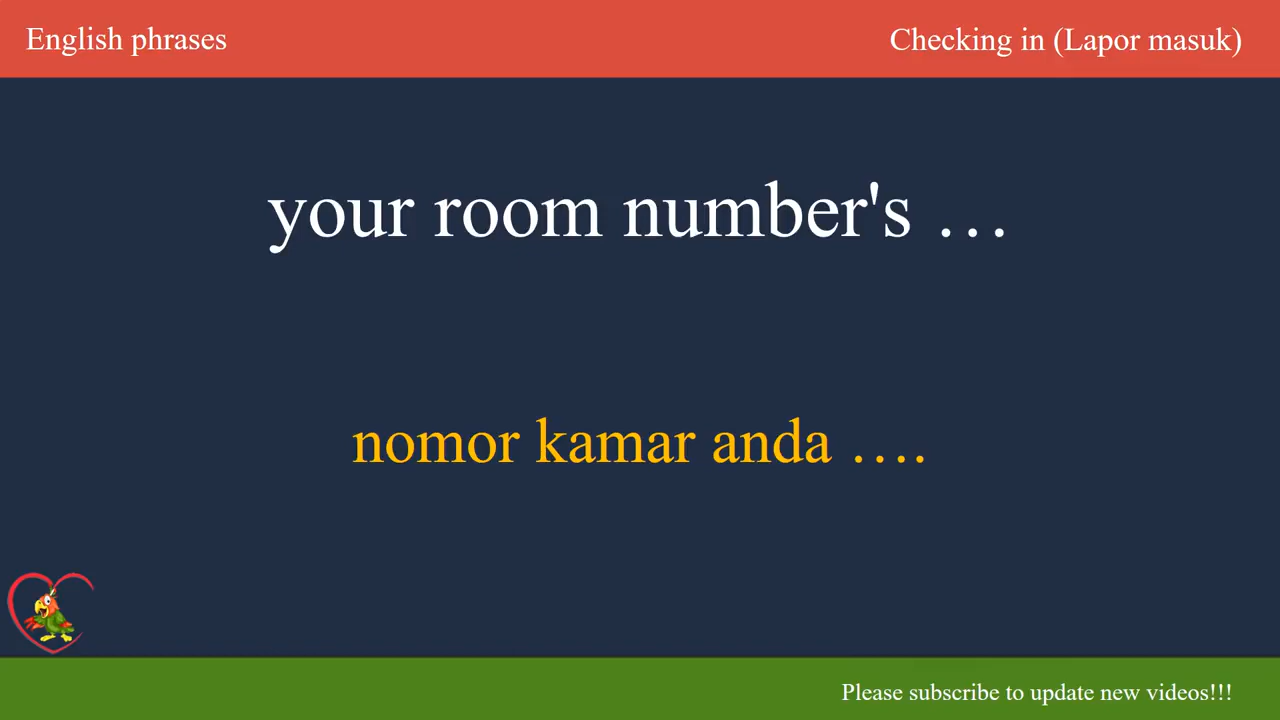 English phrases
Checking in (Lapor masuk)
your room number's …
nomor kamar anda ….
Please subscribe to update new videos!!!